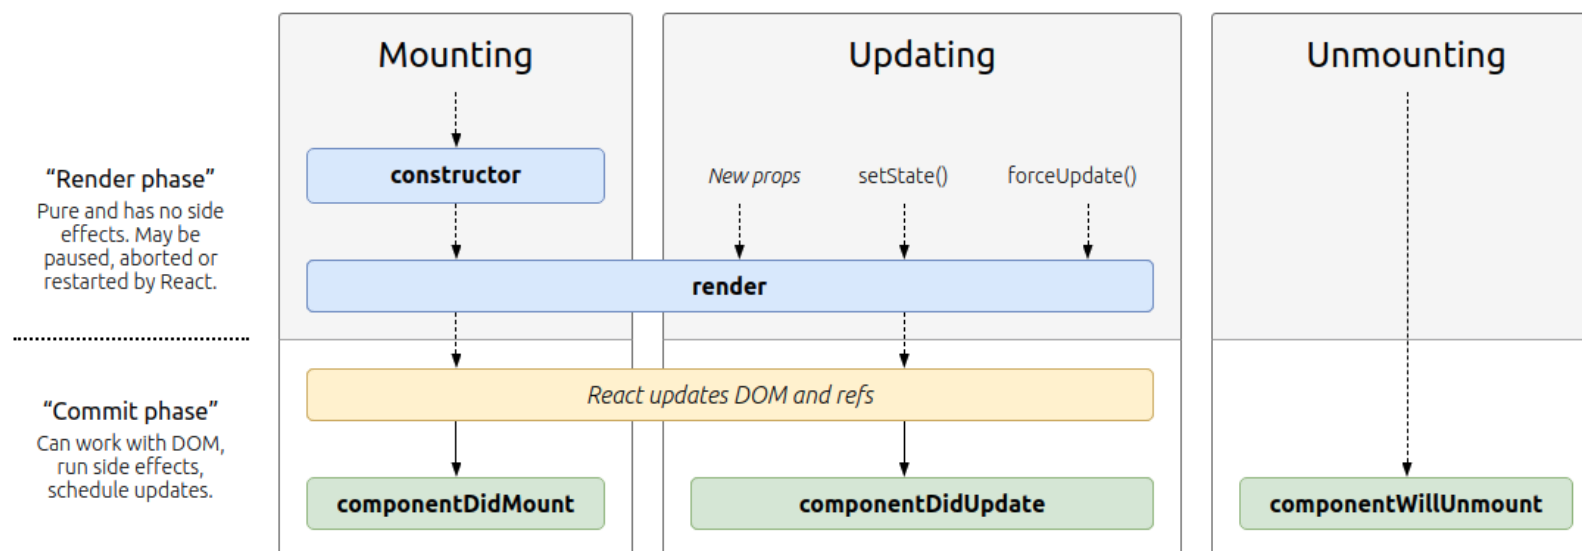 Mounting
Updating
Unmounting
“Render phase”
Pure and has no side
effects. May be
paused, aborted or
restarted by React.
constructor
New props
setState()
forceUpdate()
render
“Commit phase”
Can work with DOM,
run side effects,
schedule updates.
React updates DOM and refs
componentDidMount
componentDidUpdate
componentWillUnmount